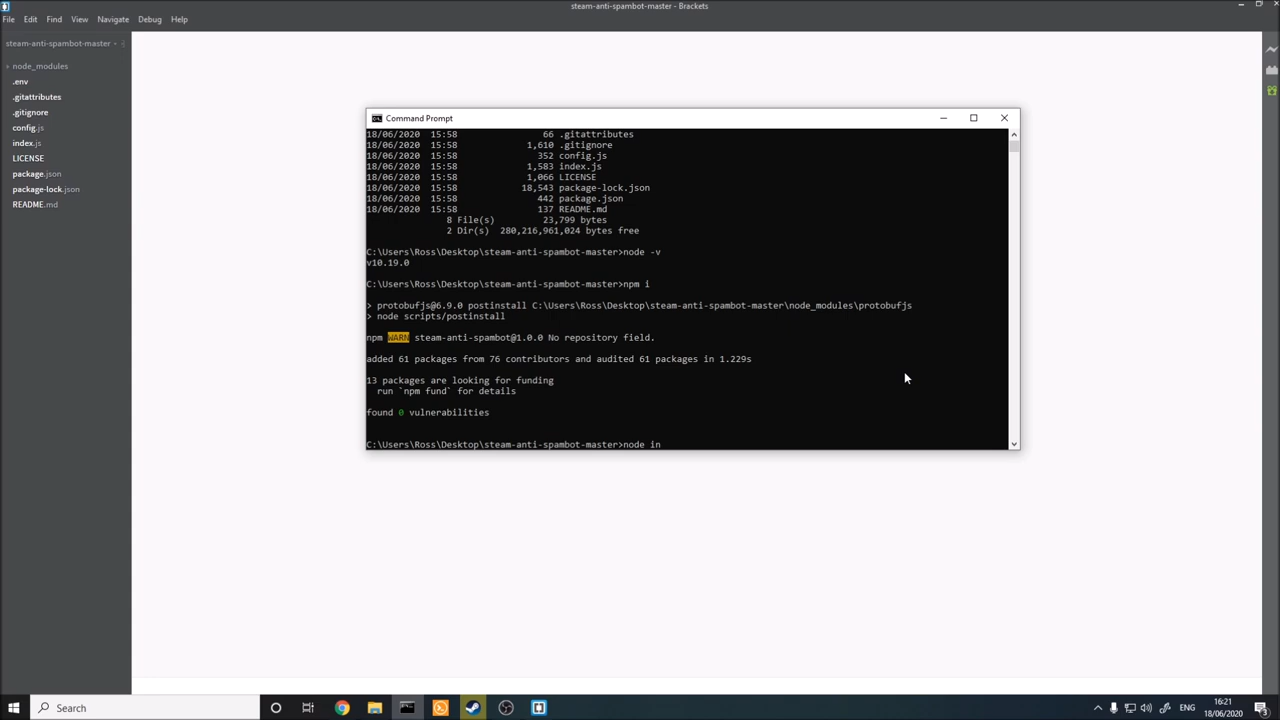 steam-anti-spambot-master - Brackets
File Edit Find View Navigate Debug Help
steam-anti-spambot-master
node_modules
.env
.gitattributes
.gitignore
config.js
index.js
LICENSE
package.json
package-lock.json
README.md
Command Prompt
18/06/2020 15:58 66 .gitattributes
18/06/2020 15:58 1,610 .gitignore
18/06/2020 15:58 352 config.js
18/06/2020 15:58 1,583 index.js
18/06/2020 15:58 1,066 LICENSE
18/06/2020 15:58 18,543 package-lock.json
18/06/2020 15:58 442 package.json
18/06/2020 15:58 137 README.md
8 File(s) 23,799 bytes
2 Dir(s) 280,216,961,024 bytes free
C:\Users\Ross\Desktop\steam-anti-spambot-master>node -v
v10.19.0
C:\Users\Ross\Desktop\steam-anti-spambot-master>npm i
> protobufjs@6.9.0 postinstall C:\Users\Ross\Desktop\steam-anti-spambot-master\node_modules\protobufjs
> node scripts/postinstall
npm WARN steam-anti-spambot@1.0.0 No repository field.
added 61 packages from 76 contributors and audited 61 packages in 1.229s
13 packages are looking for funding
run `npm fund` for details
found 0 vulnerabilities
C:\Users\Ross\Desktop\steam-anti-spambot-master>node in
Search
ENG
16:21
18/06/2020
3